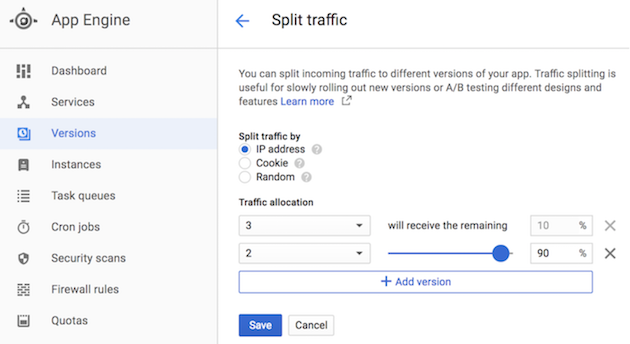 App Engine
Split traffic
Dashboard
Services
Versions
Instances
Task queues
Cron jobs
Security scans
Firewall rules
Quotas
You can split incoming traffic to different versions of your app. Traffic splitting is
useful for slowly rolling out new versions or A/B testing different designs and
features Learn more
Split traffic by
IP address ?
Cookie ?
Random ?
Traffic allocation
3 will receive the remaining 10 %
2 90 %
+ Add version
Save Cancel